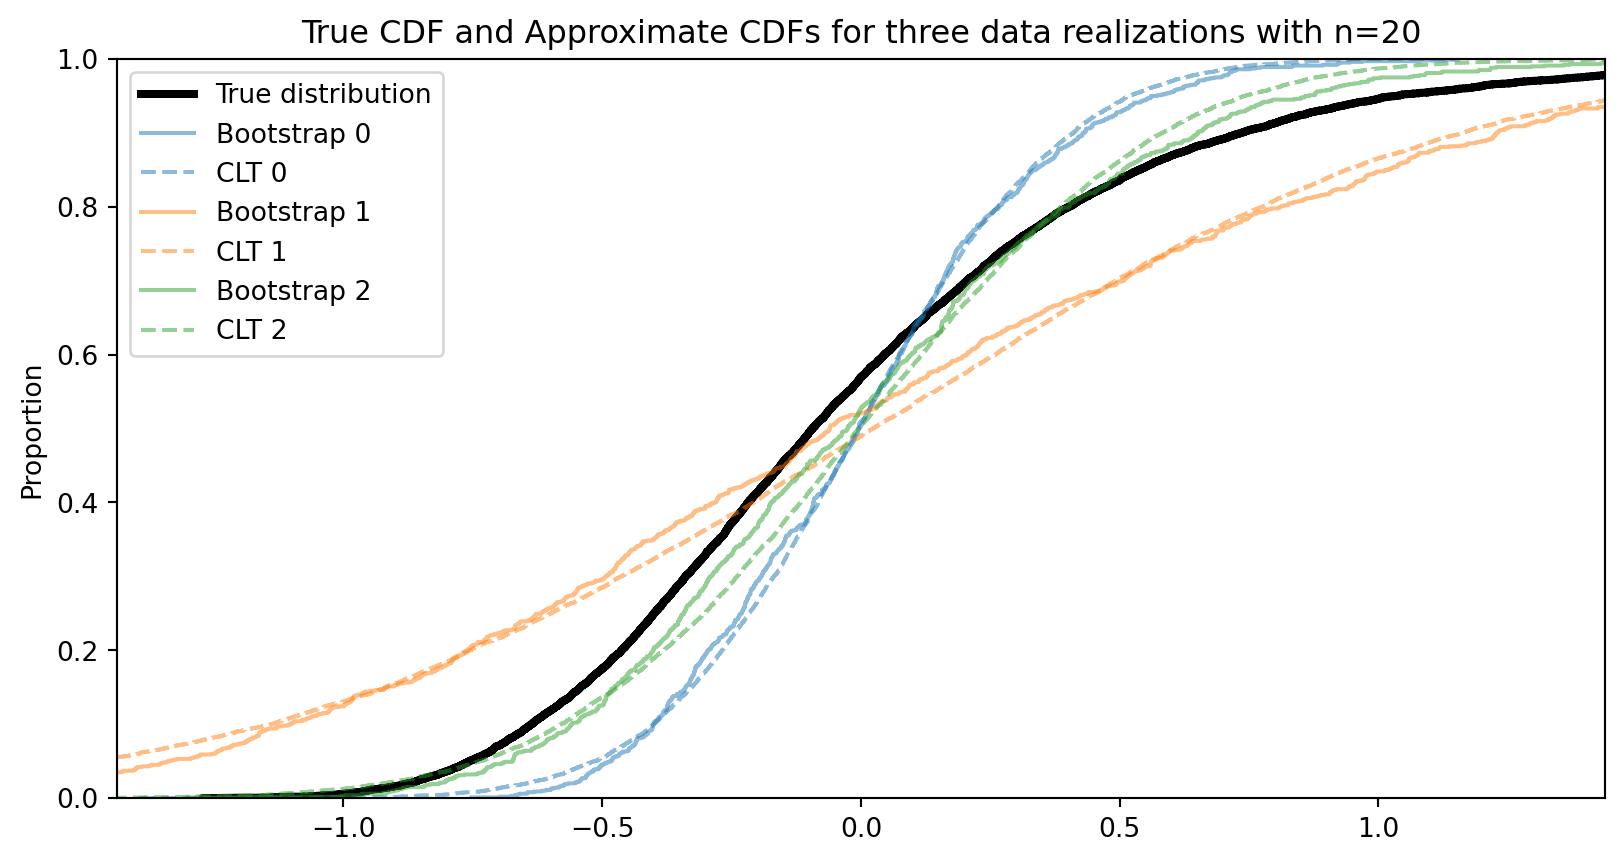 True CDF and Approximate CDFs for three data realizations with n=20
1.0
0.8
0.6
0.4
0.2
0.0
Proportion
True distribution
Bootstrap 0
CLT 0
Bootstrap 1
CLT 1
Bootstrap 2
CLT 2
−1.0 −0.5 0.0 0.5 1.0